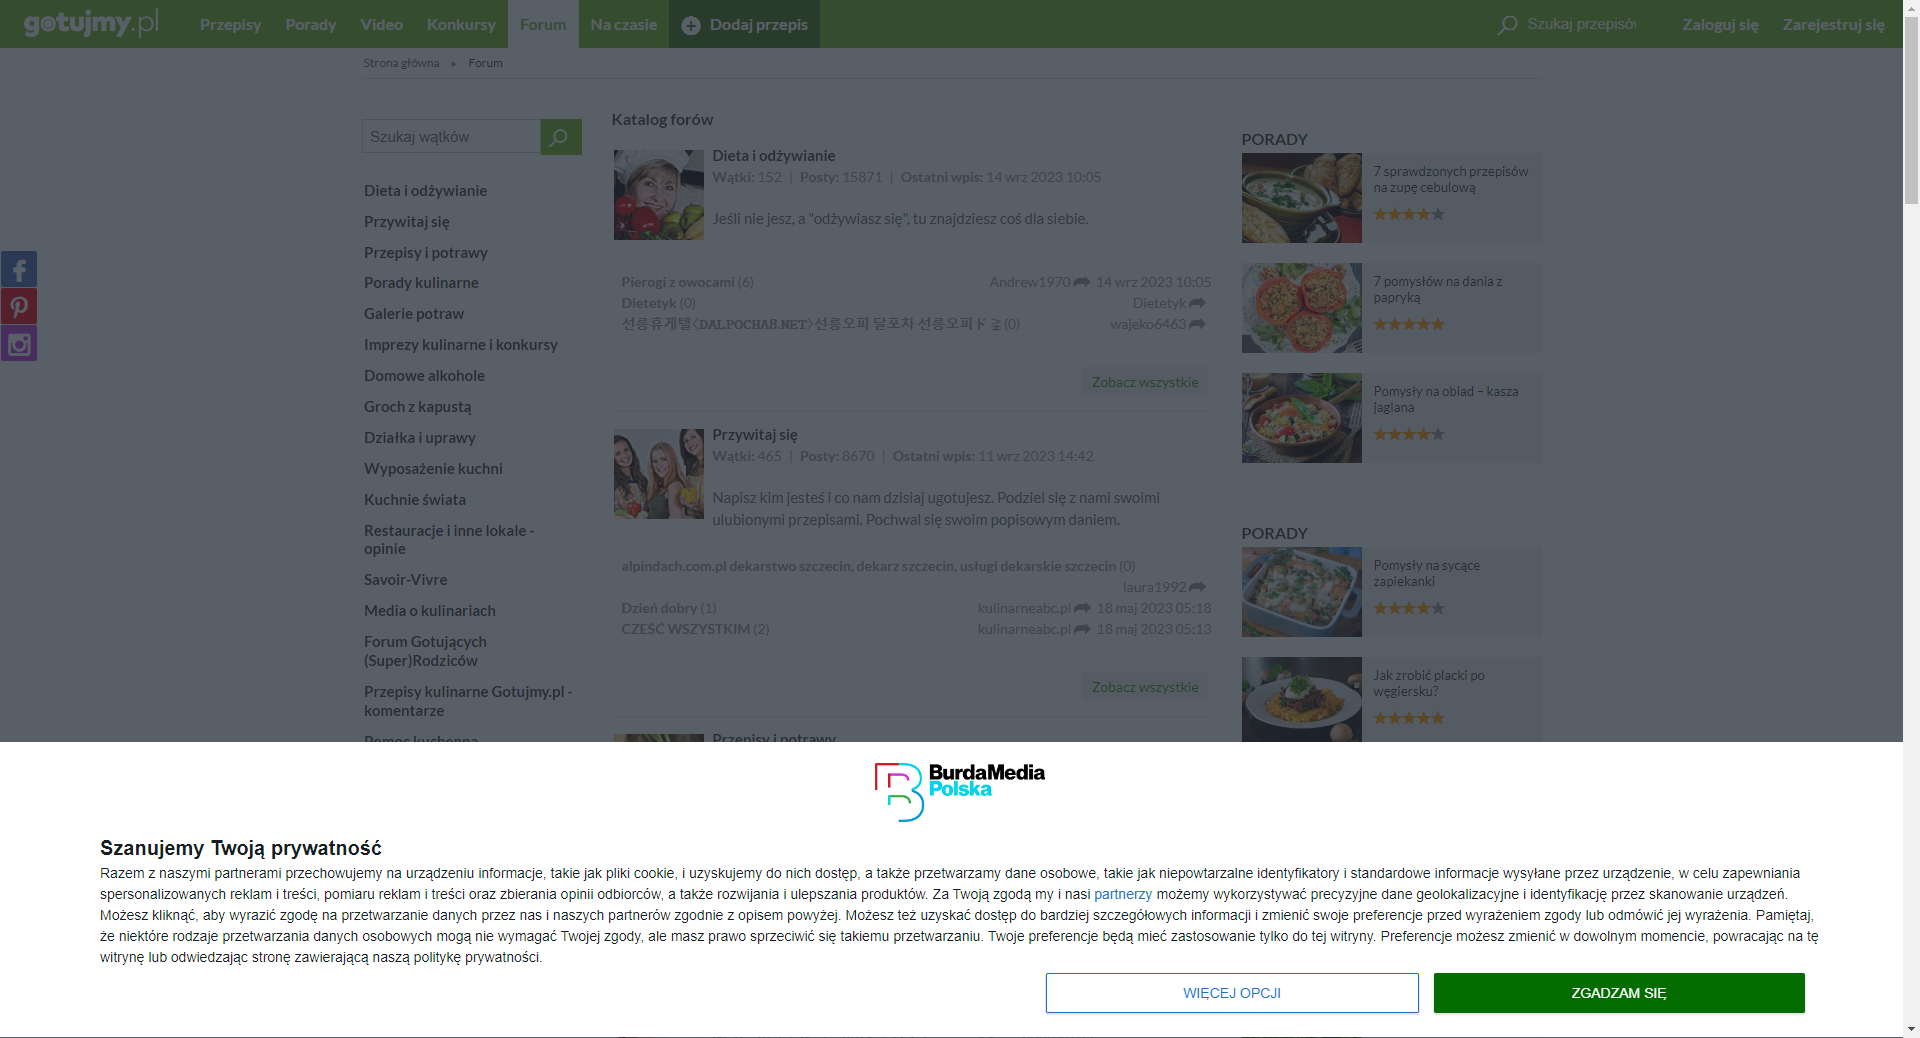 gotujmy.pl
Przepisy
Porady
Video
Konkursy
Forum
Na czasie
Dodaj przepis
Szukaj przepisóv
Zaloguj się
Zarejestruj się
Strona główna » Forum
Szukaj wątków
Dieta i odżywianie
Przywitaj się
Przepisy i potrawy
Porady kulinarne
Galerie potraw
Imprezy kulinarne i konkursy
Domowe alkohole
Groch z kapustą
Działka i uprawy
Wyposażenie kuchni
Kuchnie świata
Restauracje i inne lokale -
opinie
Savoir-Vivre
Media o kulinariach
Forum Gotujących
(Super)Rodziców
Przepisy kulinarne Gotujmy.pl -
komentarze
Pomoc kuchenna
Katalog forów
Dieta i odżywianie
Wątki: 152 | Posty: 15871 | Ostatni wpis: 14 wrz 2023 10:05
Jeśli nie jesz, a "odżywiasz się", tu znajdziesz coś dla siebie.
Pierogi z owocami (6) Andrew1970 14 wrz 2023 10:05
Dietetyk (0) Dietetyk
선릉휴게텔〈DALPOCHA8.NET〉선릉오피 달포차 선릉오피ド≧(0) wajeko6463
Zobacz wszystkie
Przywitaj się
Wątki: 465 | Posty: 8670 | Ostatni wpis: 11 wrz 2023 14:42
Napisz kim jesteś i co nam dzisiaj ugotujesz. Podziel się z nami swoimi
ulubionymi przepisami. Pochwal się swoim popisowym daniem.
alpindach.com.pl dekarstwo szczecin, dekarz szczecin, usługi dekarskie szczecin (0)
laura1992
Dzień dobry (1) kulinarneabc.pl 18 maj 2023 05:18
CZEŚĆ WSZYSTKIM (2) kulinarneabc.pl 18 maj 2023 05:13
Zobacz wszystkie
Przepisy i potrawy
PORADY
7 sprawdzonych przepisów
na zupę cebulową
7 pomysłów na dania z
papryką
Pomysły na obiad – kasza
jaglana
PORADY
Pomysły na sycące
zapiekanki
Jak zrobić placki po
węgiersku?
BurdaMedia
Polska
Szanujemy Twoją prywatność
Razem z naszymi partnerami przechowujemy na urządzeniu informacje, takie jak pliki cookie, i uzyskujemy do nich dostęp, a także przetwarzamy dane osobowe, takie jak niepowtarzalne identyfikatory i standardowe informacje wysyłane przez urządzenie, w celu zapewniania
spersonalizowanych reklam i treści, pomiaru reklam i treści oraz zbierania opinii odbiorców, a także rozwijania i ulepszania produktów. Za Twoją zgodą my i nasi partnerzy możemy wykorzystywać precyzyjne dane geolokalizacyjne i identyfikację przez skanowanie urządzeń.
Możesz kliknąć, aby wyrazić zgodę na przetwarzanie danych przez nas i naszych partnerów zgodnie z opisem powyżej. Możesz też uzyskać dostęp do bardziej szczegółowych informacji i zmienić swoje preferencje przed wyrażeniem zgody lub odmówić jej wyrażenia. Pamiętaj,
że niektóre rodzaje przetwarzania danych osobowych mogą nie wymagać Twojej zgody, ale masz prawo sprzeciwić się takiemu przetwarzaniu. Twoje preferencje będą mieć zastosowanie tylko do tej witryny. Preferencje możesz zmienić w dowolnym momencie, powracając na tę
witrynę lub odwiedzając stronę zawierającą naszą politykę prywatności.
WIĘCEJ OPCJI
ZGADZAM SIĘ